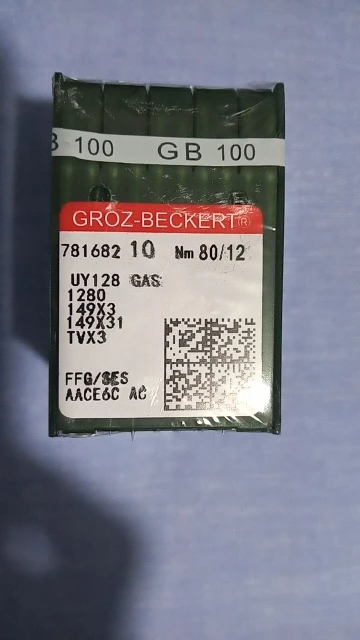 100 GB 100
GROZ-BECKERT®
781682 10 Nm 80/12
UY128 GAS
1280
149X3
149X31
TVX3
FFG/SES
AACE6C AC